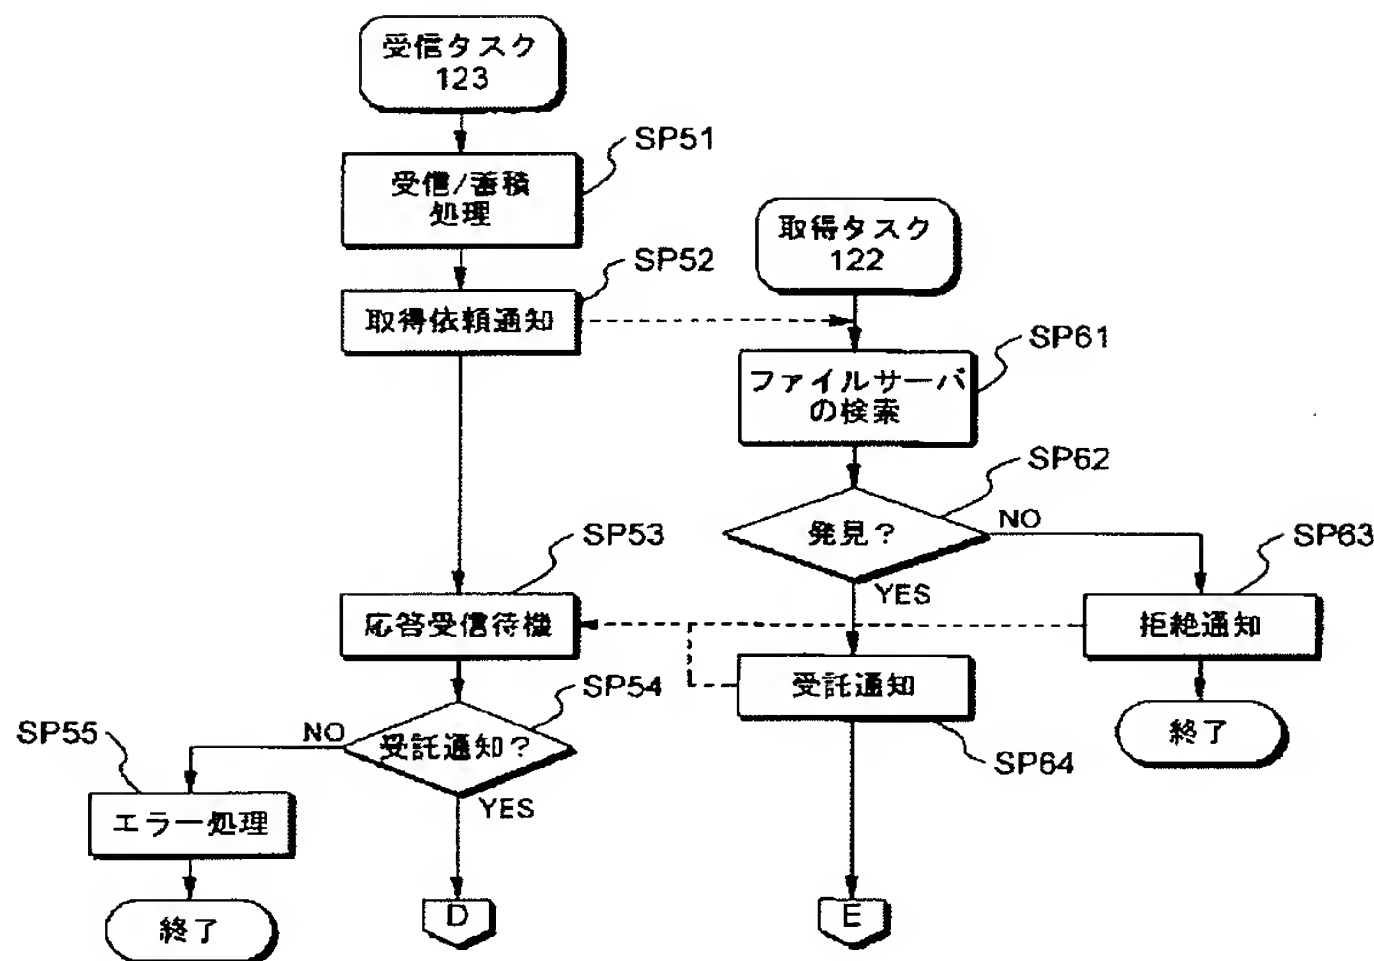 受信タスク
123
SP51
受信/蓄積
処理
取得タスク
122
SP52
取得依頼通知
SP61
ファイルサーバ
の検索
SP62
発見?
NO
YES
SP53
SP63
応答受信待機
拒絶通知
受託通知
SP54
SP64
終了
SP55
NO
受託通知?
YES
エラー処理
終了
D
E